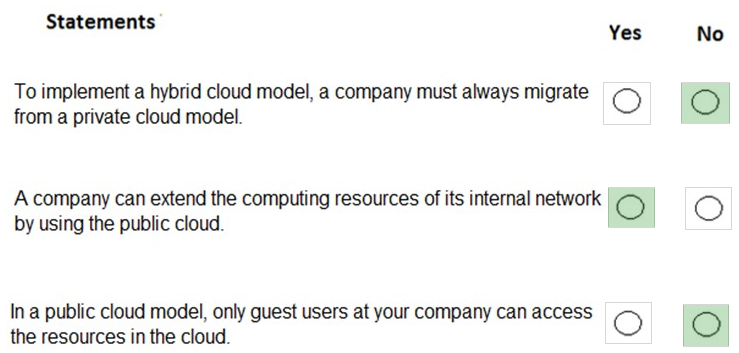 Statements
Yes No
To implement a hybrid cloud model, a company must always migrate
from a private cloud model.
A company can extend the computing resources of its internal network
by using the public cloud.
In a public cloud model, only guest users at your company can access
the resources in the cloud.